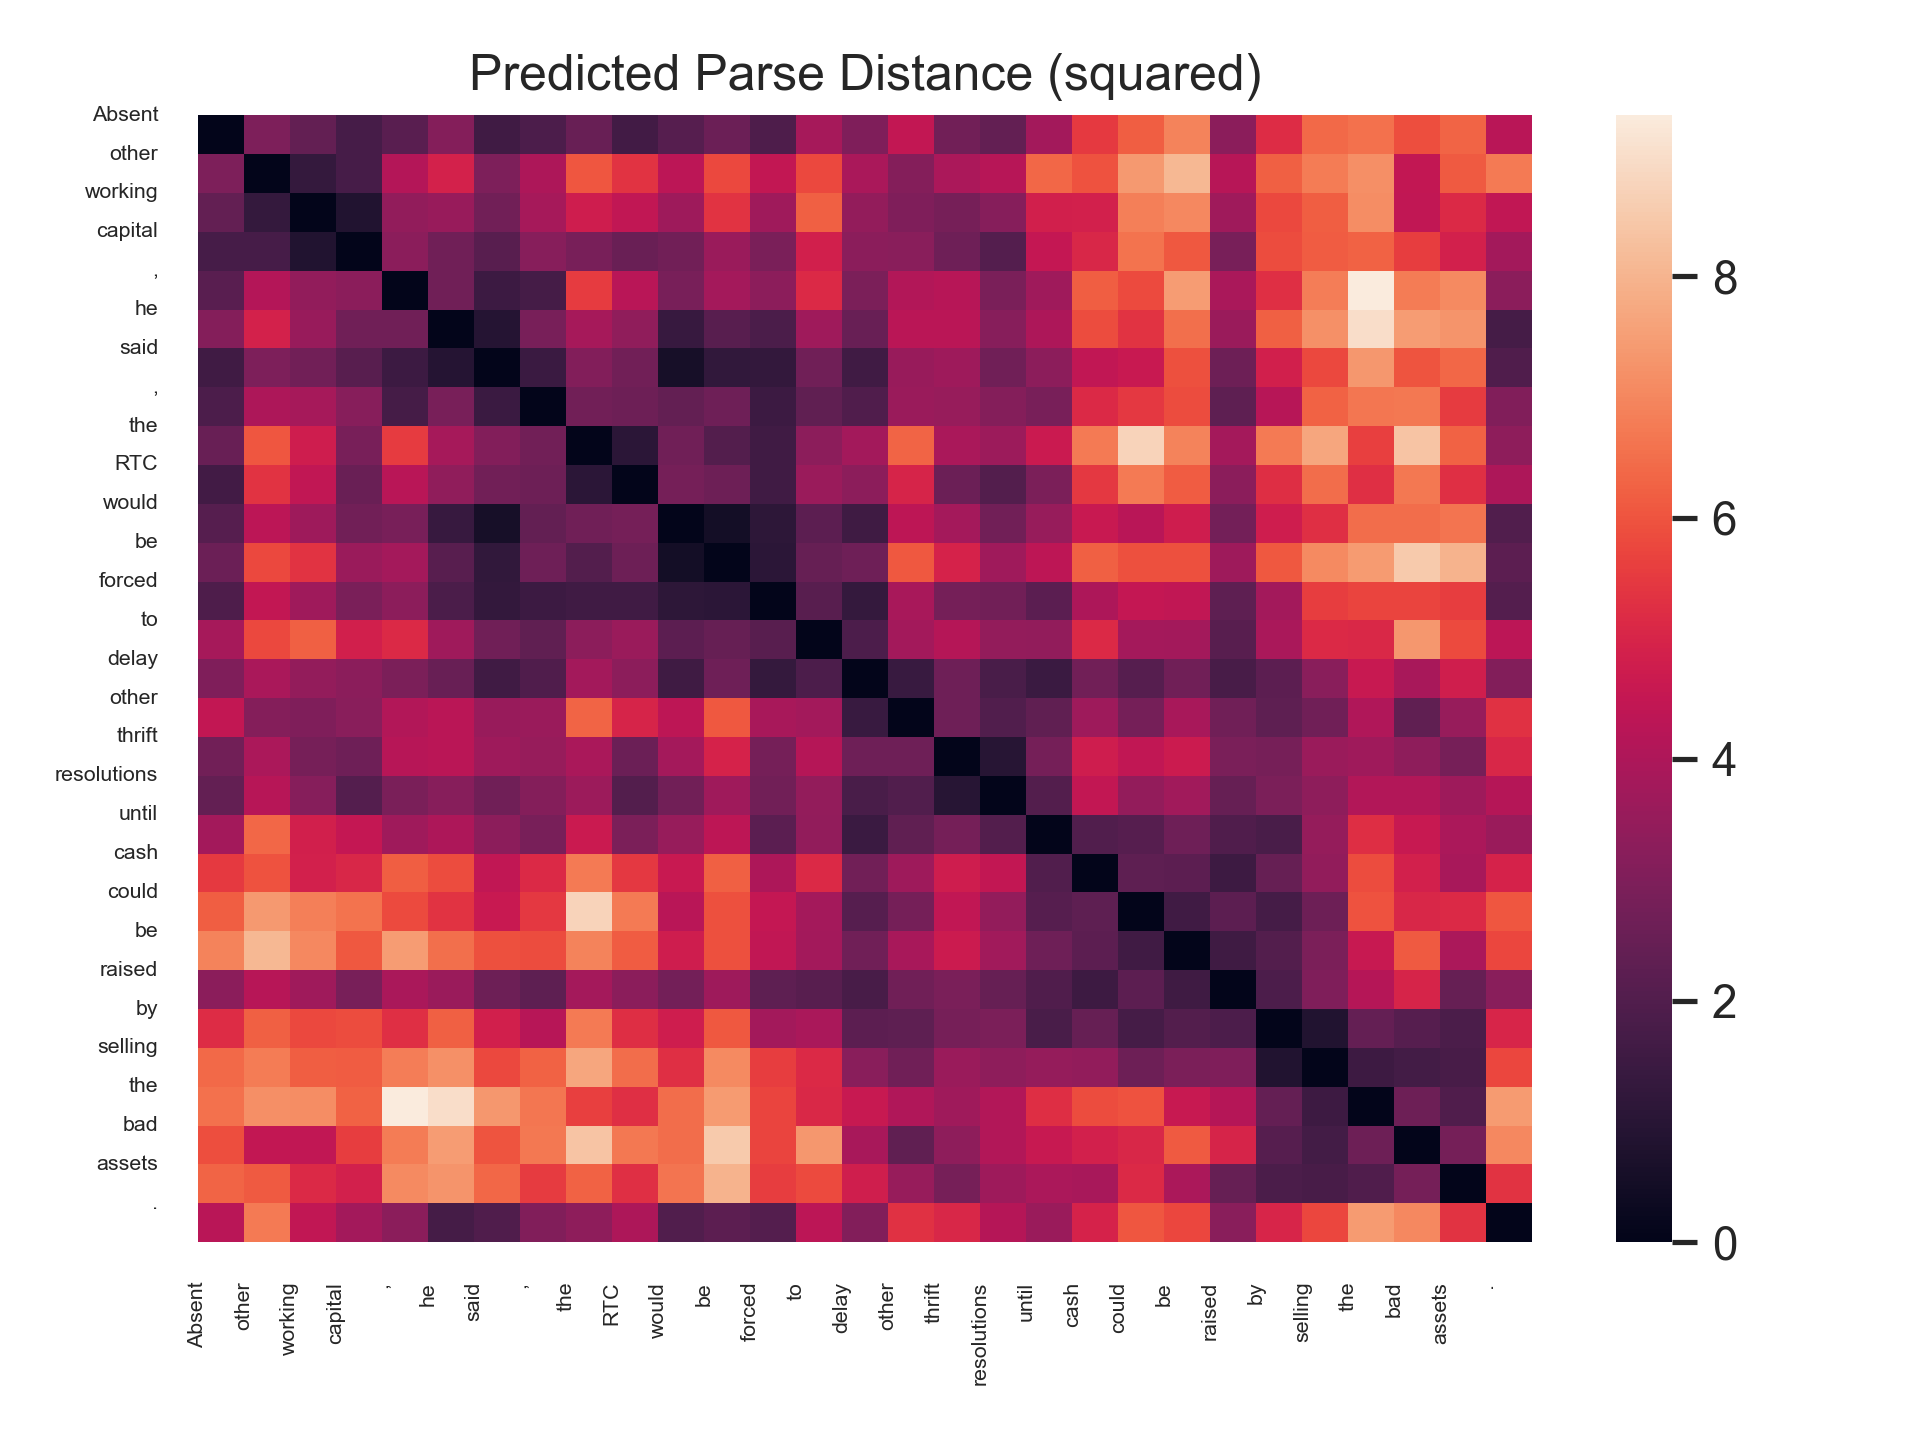 Predicted Parse Distance (squared)
Absent
other
working
capital
,
he
said
,
the
RTC
would
be
forced
to
delay
other
thrift
resolutions
until
cash
could
be
raised
by
selling
the
bad
assets
.
8
6
4
2
0
Absent
other
working
capital
,
he
said
,
the
RTC
would
be
forced
to
delay
other
thrift
resolutions
until
cash
could
be
raised
by
selling
the
bad
assets
.